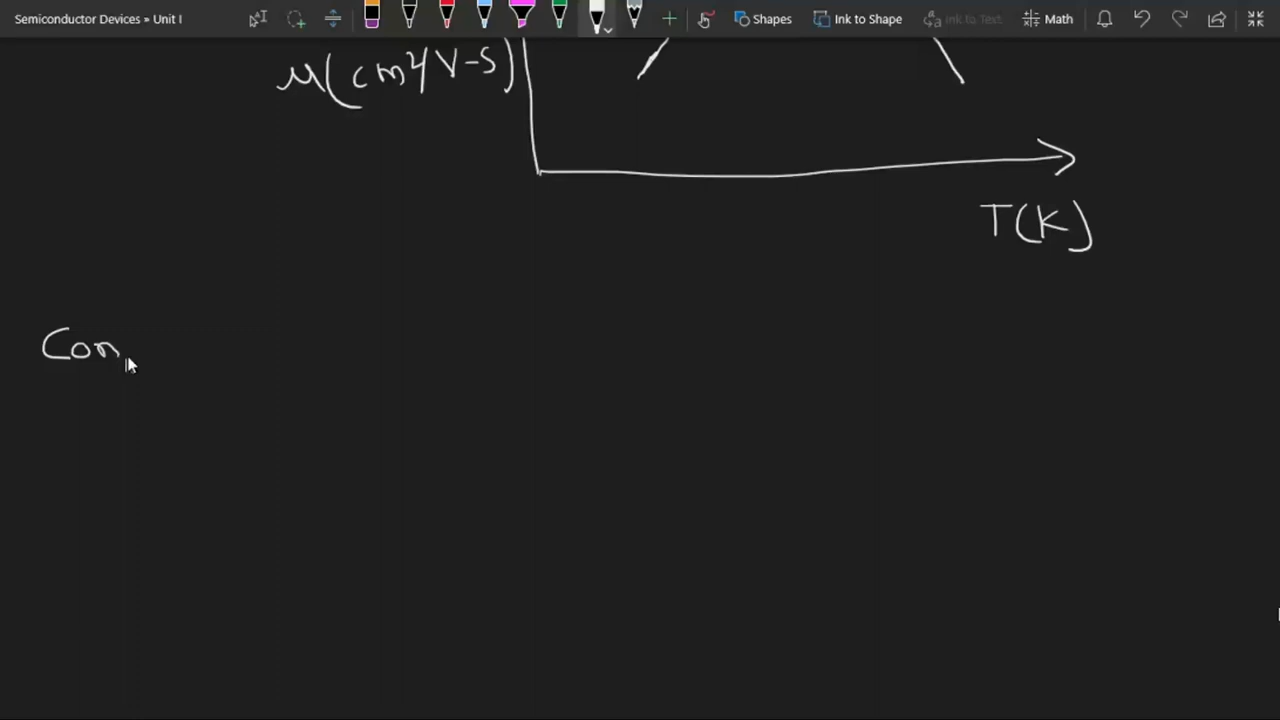 Semiconductor Devices » Unit I
Shapes
Ink to Shape
Ink to Text
Math
μ(cm²/V-S)
T(K)
Con